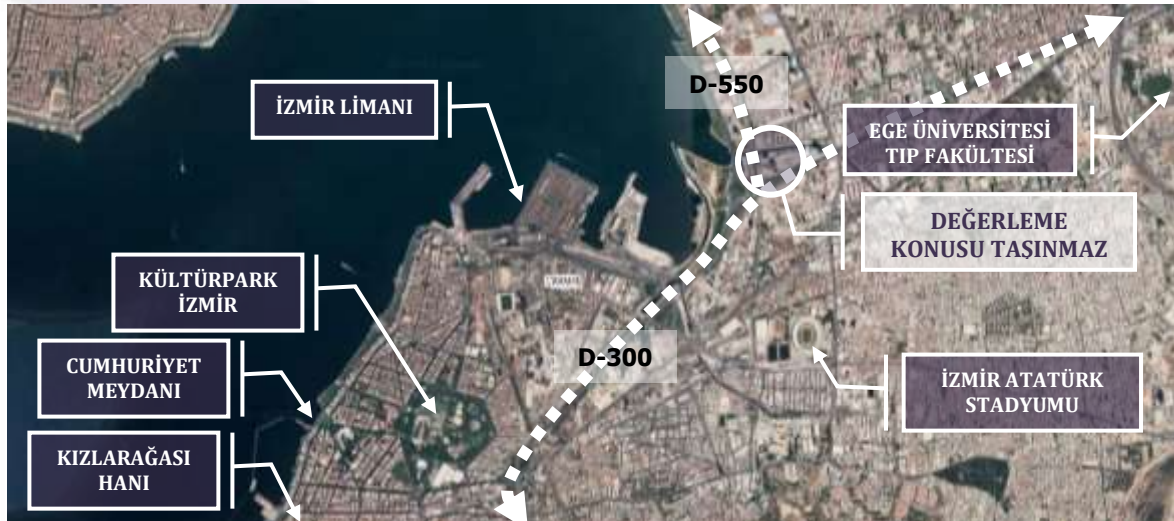 D-550
İZMİR LİMANI
EGE ÜNİVERSİTESİ
TIP FAKÜLTESİ
DEĞERLEME
KONUSU TAŞINMAZ
KÜLTÜRPARK
İZMİR
D-300
CUMHURİYET
MEYDANI
İZMİR ATATÜRK
STADYUMU
KIZLARAĞASI
HANI